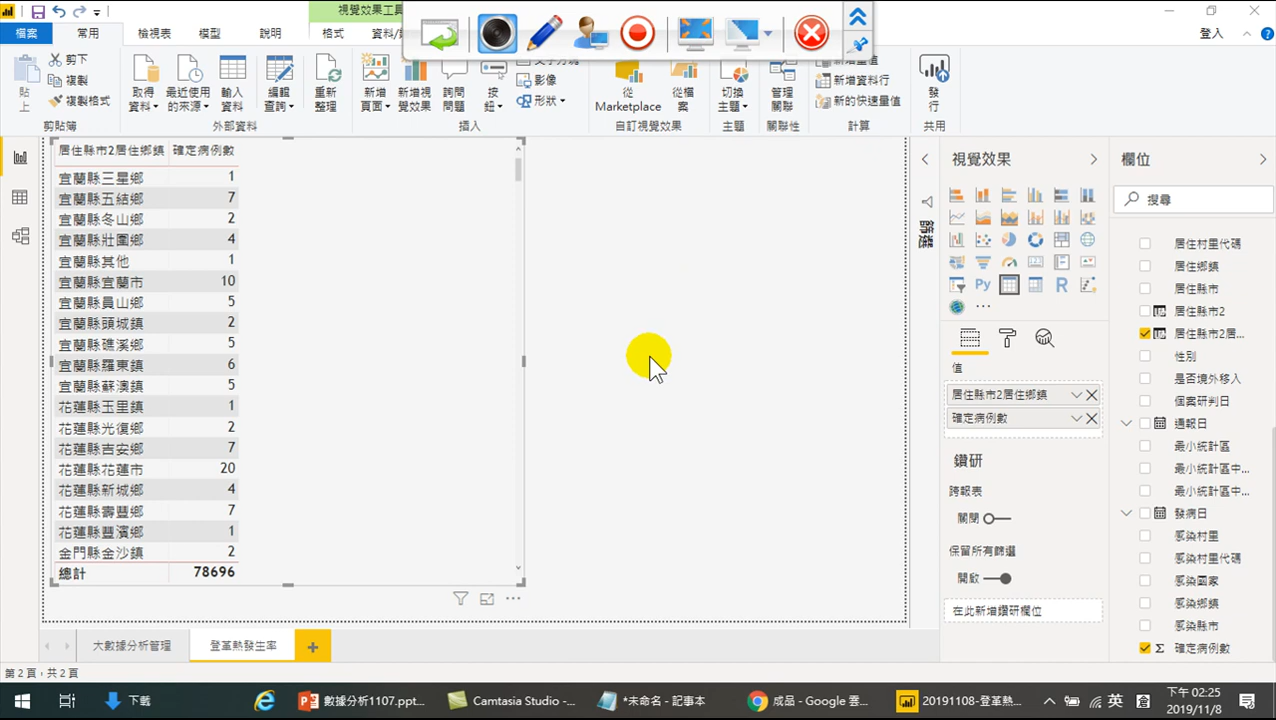 視覺效果工具
檔案
常用
檢視表
模型
說明
格式
登入
貼上
剪下
複製
複製格式
取得資料
最近使用的來源
輸入資料
編輯查詢
重新整理
新增頁面
新增視覺效果
詢問問題
按鈕
影像
形狀
從 Marketplace
從檔案
切換主題
管理關聯
新增資料行
新的快速量值
發行
剪貼簿
外部資料
插入
自訂視覺效果
主題
關聯性
計算
共用
居住縣市2居住鄉鎮 確定病例數
宜蘭縣三星鄉 1
宜蘭縣五結鄉 7
宜蘭縣冬山鄉 2
宜蘭縣壯圍鄉 4
宜蘭縣其他 1
宜蘭縣宜蘭市 10
宜蘭縣員山鄉 5
宜蘭縣頭城鎮 2
宜蘭縣礁溪鄉 5
宜蘭縣羅東鎮 6
宜蘭縣蘇澳鎮 5
花蓮縣玉里鎮 1
花蓮縣光復鄉 2
花蓮縣吉安鄉 7
花蓮縣花蓮市 20
花蓮縣新城鄉 4
花蓮縣壽豐鄉 7
花蓮縣豐濱鄉 1
金門縣金沙鎮 2
總計 78696
篩選
視覺效果
Py
R
值
居住縣市2居住鄉鎮
確定病例數
鑽研
跨報表
關閉
保留所有篩選
開啟
在此新增鑽研欄位
欄位
搜尋
居住村里代碼
居住鄉鎮
居住縣市
居住縣市2
居住縣市2居...
性別
是否境外移入
個案研判日
通報日
最小統計區
最小統計區中...
最小統計區中...
發病日
感染村里
感染村里代碼
感染國家
感染鄉鎮
感染縣市
確定病例數
大數據分析管理
登革熱發生率
第 2 頁，共 2 頁
下載
數據分析1107.ppt...
Camtasia Studio -...
*未命名 - 記事本
成品 - Google 雲...
20191108-登革熱...
英
下午 02:25
2019/11/8